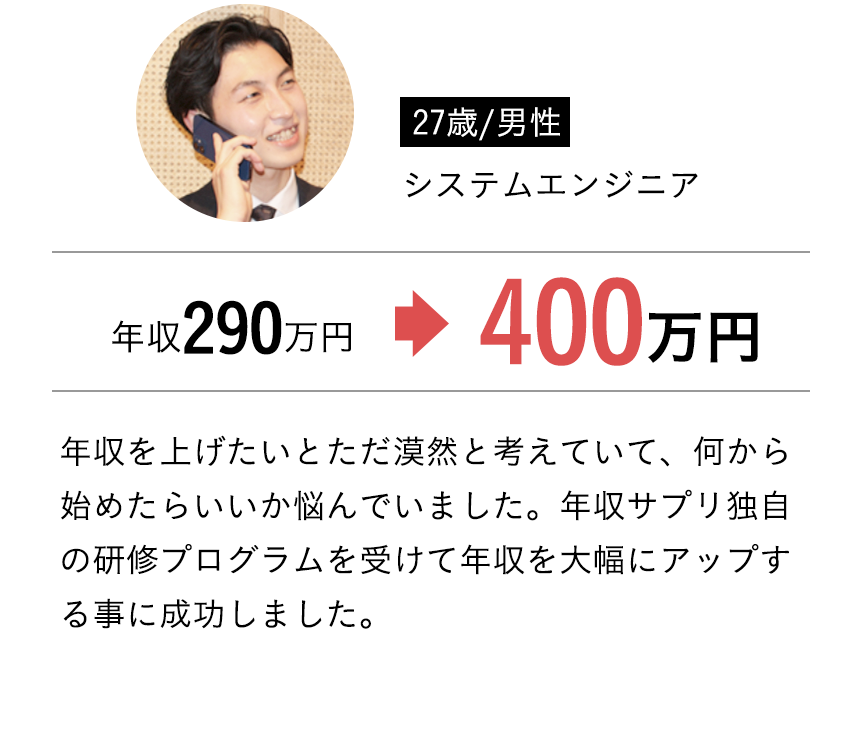 27歳/男性
システムエンジニア
年収290万円 400万円
年収を上げたいとただ漠然と考えていて、何から
始めたらいいか悩んでいました。年収サプリ独自
の研修プログラムを受けて年収を大幅にアップす
る事に成功しました。